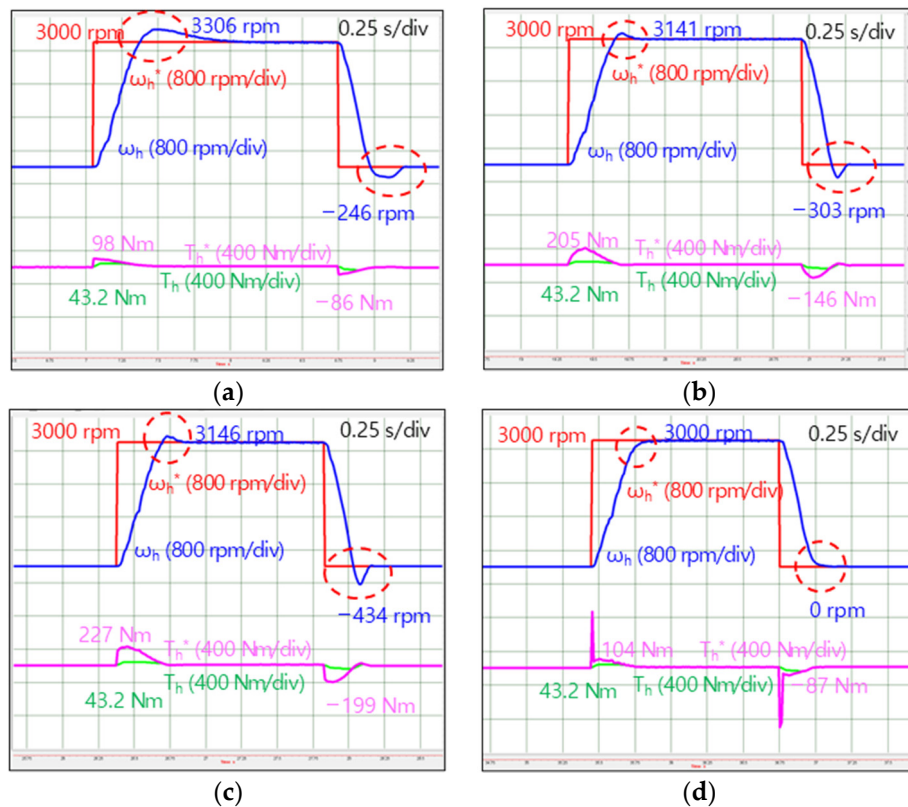 3000 rpm
3306 rpm
0.25 s/div
ωh* (800 rpm/div)
ωh (800 rpm/div)
−246 rpm
98 Nm
Th* (400 Nm/div)
Th (400 Nm/div)
43.2 Nm
−86 Nm
(a)
3000 rpm
3141 rpm
0.25 s/div
ωh* (800 rpm/div)
ωh (800 rpm/div)
−303 rpm
205 Nm
Th* (400 Nm/div)
Th (400 Nm/div)
43.2 Nm
−146 Nm
(b)
3000 rpm
3146 rpm
0.25 s/div
ωh* (800 rpm/div)
ωh (800 rpm/div)
−434 rpm
227 Nm
Th* (400 Nm/div)
Th (400 Nm/div)
43.2 Nm
−199 Nm
(c)
3000 rpm
3000 rpm
0.25 s/div
ωh* (800 rpm/div)
ωh (800 rpm/div)
0 rpm
104 Nm
Th* (400 Nm/div)
Th (400 Nm/div)
43.2 Nm
−87 Nm
(d)